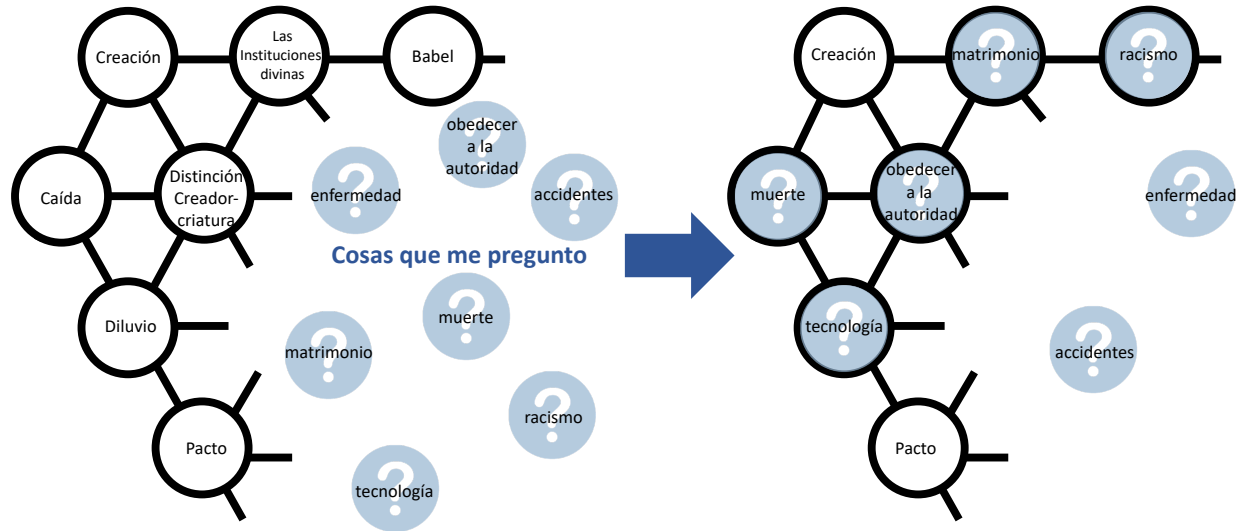 Creación
Las
Instituciones
divinas
Babel
obedecer
a la
autoridad
Caída
Distinción
Creador-
criatura
enfermedad
accidentes
Cosas que me pregunto
Diluvio
muerte
matrimonio
racismo
Pacto
tecnología
Creación
matrimonio
racismo
muerte
obedecer
a la
autoridad
enfermedad
tecnología
accidentes
Pacto